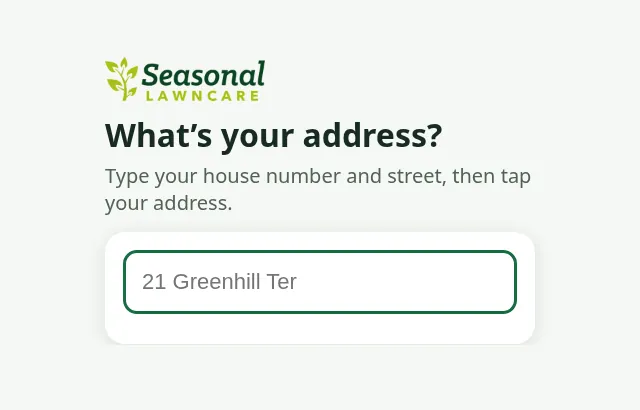 Seasonal
LAWNCARE
What’s your address?
Type your house number and street, then tap
your address.
21 Greenhill Ter